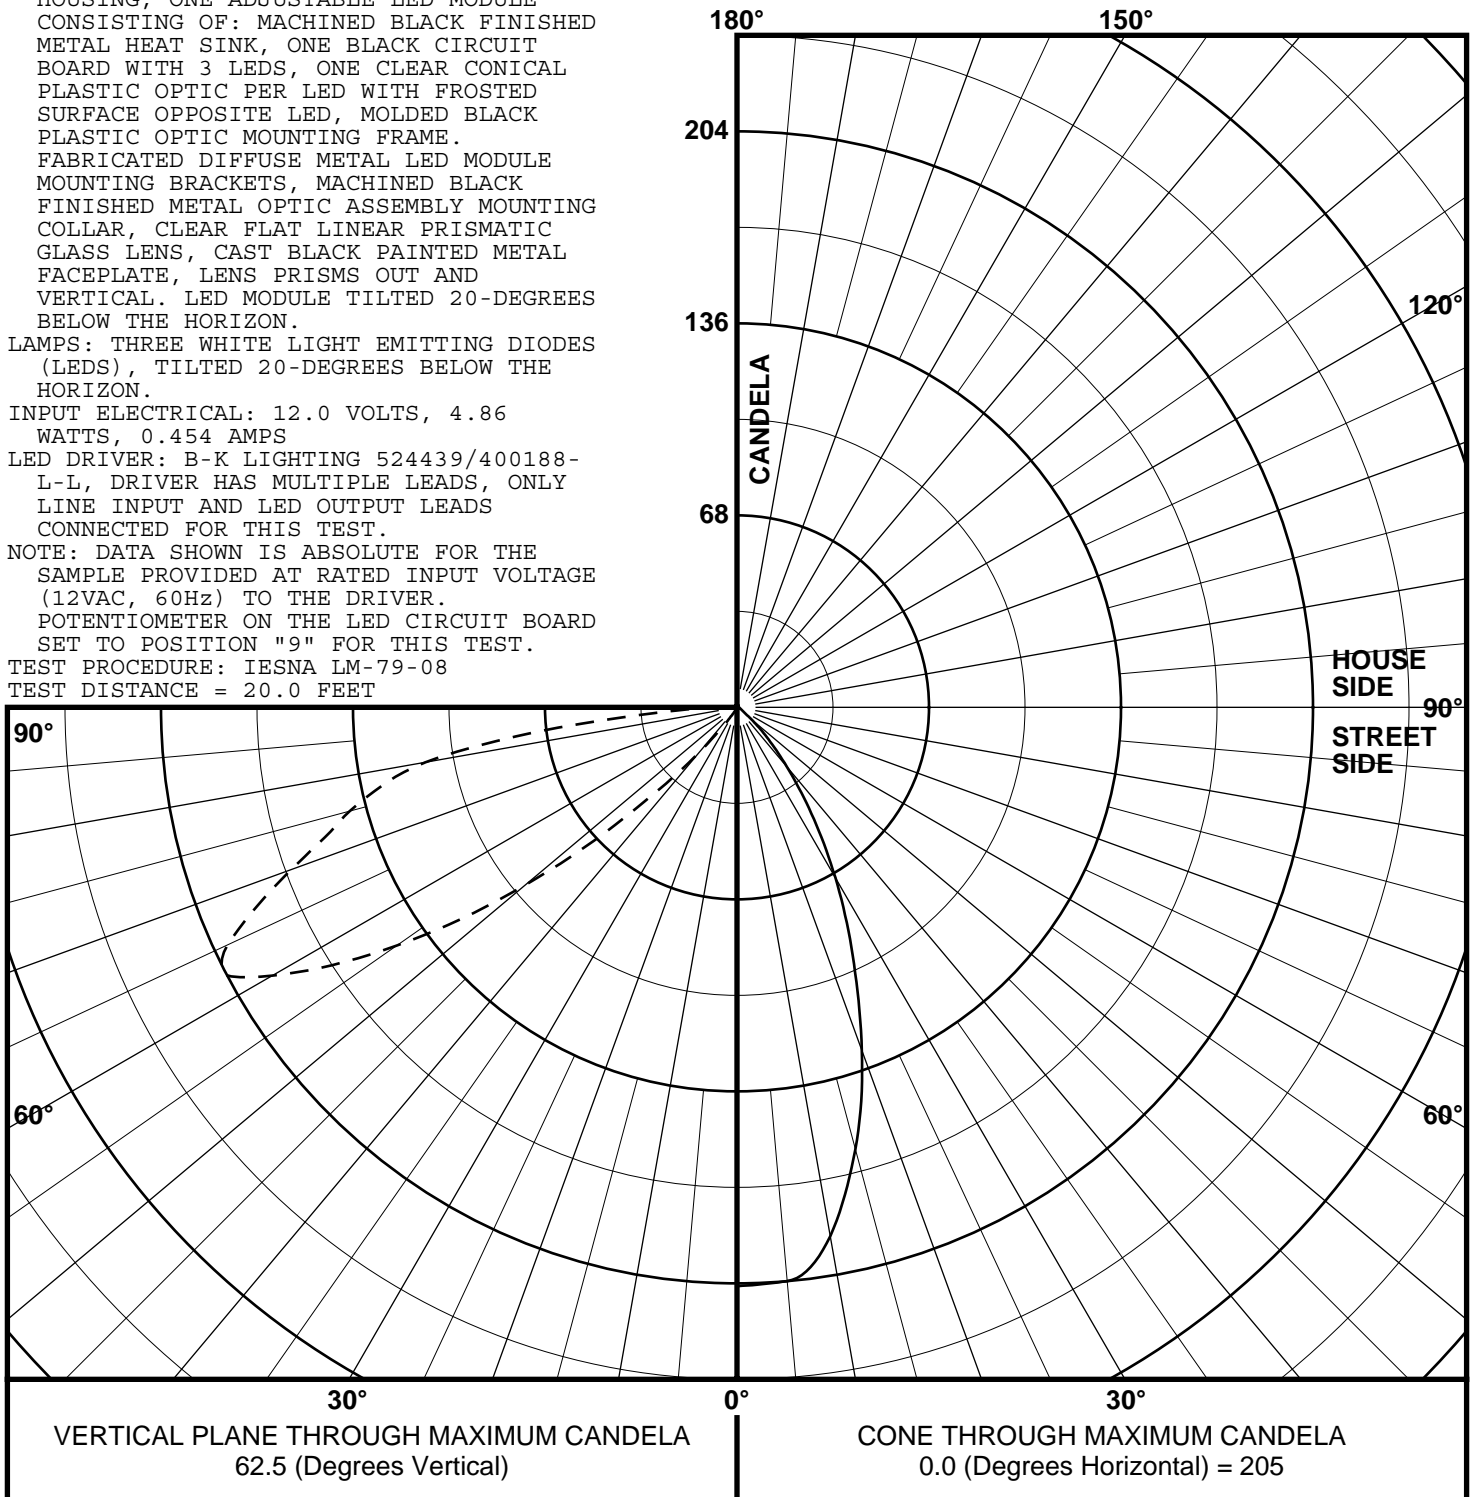 HOUSING, ONE ADJUSTABLE LED MODULE
CONSISTING OF: MACHINED BLACK FINISHED
METAL HEAT SINK, ONE BLACK CIRCUIT
BOARD WITH 3 LEDS, ONE CLEAR CONICAL
PLASTIC OPTIC PER LED WITH FROSTED
SURFACE OPPOSITE LED, MOLDED BLACK
PLASTIC OPTIC MOUNTING FRAME.
FABRICATED DIFFUSE METAL LED MODULE
MOUNTING BRACKETS, MACHINED BLACK
FINISHED METAL OPTIC ASSEMBLY MOUNTING
COLLAR, CLEAR FLAT LINEAR PRISMATIC
GLASS LENS, CAST BLACK PAINTED METAL
FACEPLATE, LENS PRISMS OUT AND
VERTICAL. LED MODULE TILTED 20-DEGREES
BELOW THE HORIZON.
LAMPS: THREE WHITE LIGHT EMITTING DIODES
(LEDS), TILTED 20-DEGREES BELOW THE
HORIZON.
INPUT ELECTRICAL: 12.0 VOLTS, 4.86
WATTS, 0.454 AMPS
LED DRIVER: B-K LIGHTING 524439/400188-
L-L, DRIVER HAS MULTIPLE LEADS, ONLY
LINE INPUT AND LED OUTPUT LEADS
CONNECTED FOR THIS TEST.
NOTE: DATA SHOWN IS ABSOLUTE FOR THE
SAMPLE PROVIDED AT RATED INPUT VOLTAGE
(12VAC, 60Hz) TO THE DRIVER.
POTENTIOMETER ON THE LED CIRCUIT BOARD
SET TO POSITION "9" FOR THIS TEST.
TEST PROCEDURE: IESNA LM-79-08
TEST DISTANCE = 20.0 FEET
180°
150°
204
120°
136
CANDELA
68
HOUSE
SIDE
90°
90°
STREET
SIDE
60°
60°
30°
0°
30°
VERTICAL PLANE THROUGH MAXIMUM CANDELA
62.5 (Degrees Vertical)
CONE THROUGH MAXIMUM CANDELA
0.0 (Degrees Horizontal) = 205